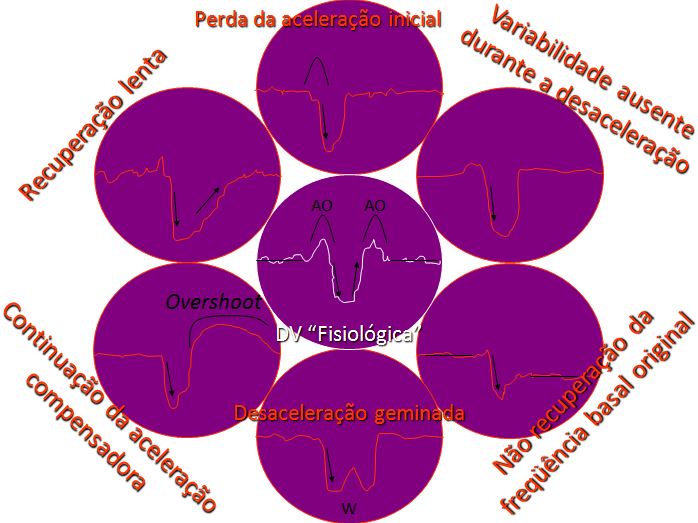 Perda da aceleração inicial
Variabilidade ausente
durante a desaceleração
Recuperação lenta
AO
AO
Overshoot
DV “Fisiológica”
Continuação da aceleração
compensadora
Não recuperação da
freqüência basal original
Desaceleração geminada
W